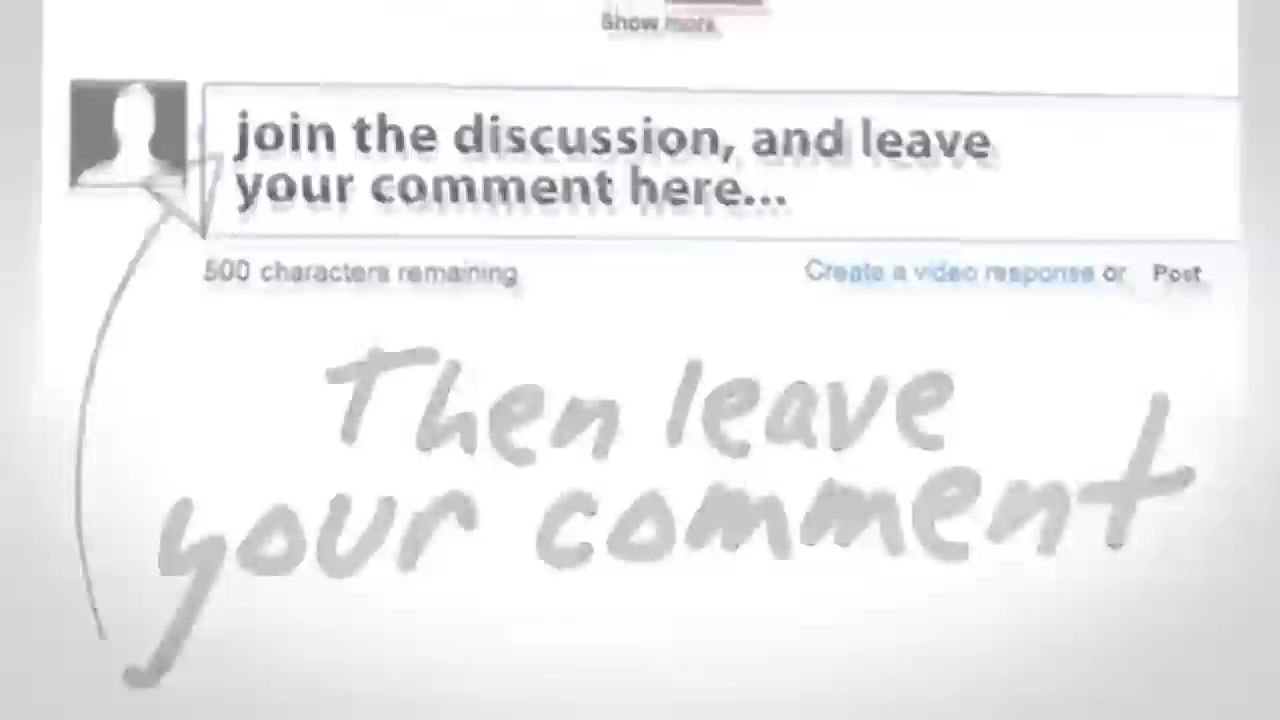 Show more
join the discussion, and leave
your comment here...
500 characters remaining
Create a video response or Post
Then leave
your comment